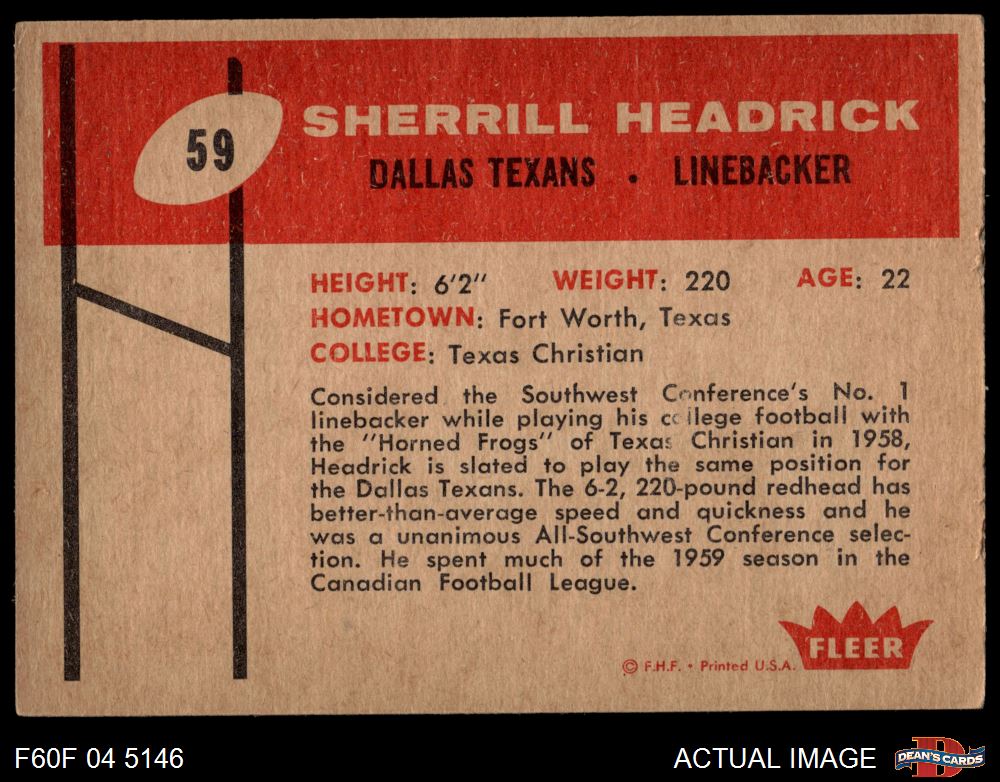 59
SHERRILL HEADRICK
DALLAS TEXANS . LINEBACKER
HEIGHT: 6'2" WEIGHT: 220 AGE: 22
HOMETOWN: Fort Worth, Texas
COLLEGE: Texas Christian
Considered the Southwest Conference's No. 1
linebacker while playing his college football with
the "Horned Frogs" of Texas Christian in 1958,
Headrick is slated to play the same position for
the Dallas Texans. The 6-2, 220-pound redhead has
better-than-average speed and quickness and he
was a unanimous All-Southwest Conference selec-
tion. He spent much of the 1959 season in the
Canadian Football League.
FLEER
© F.H.F. • Printed U.S.A.
F60F 04 5146
ACTUAL IMAGE
D
DEAN'S CARDS